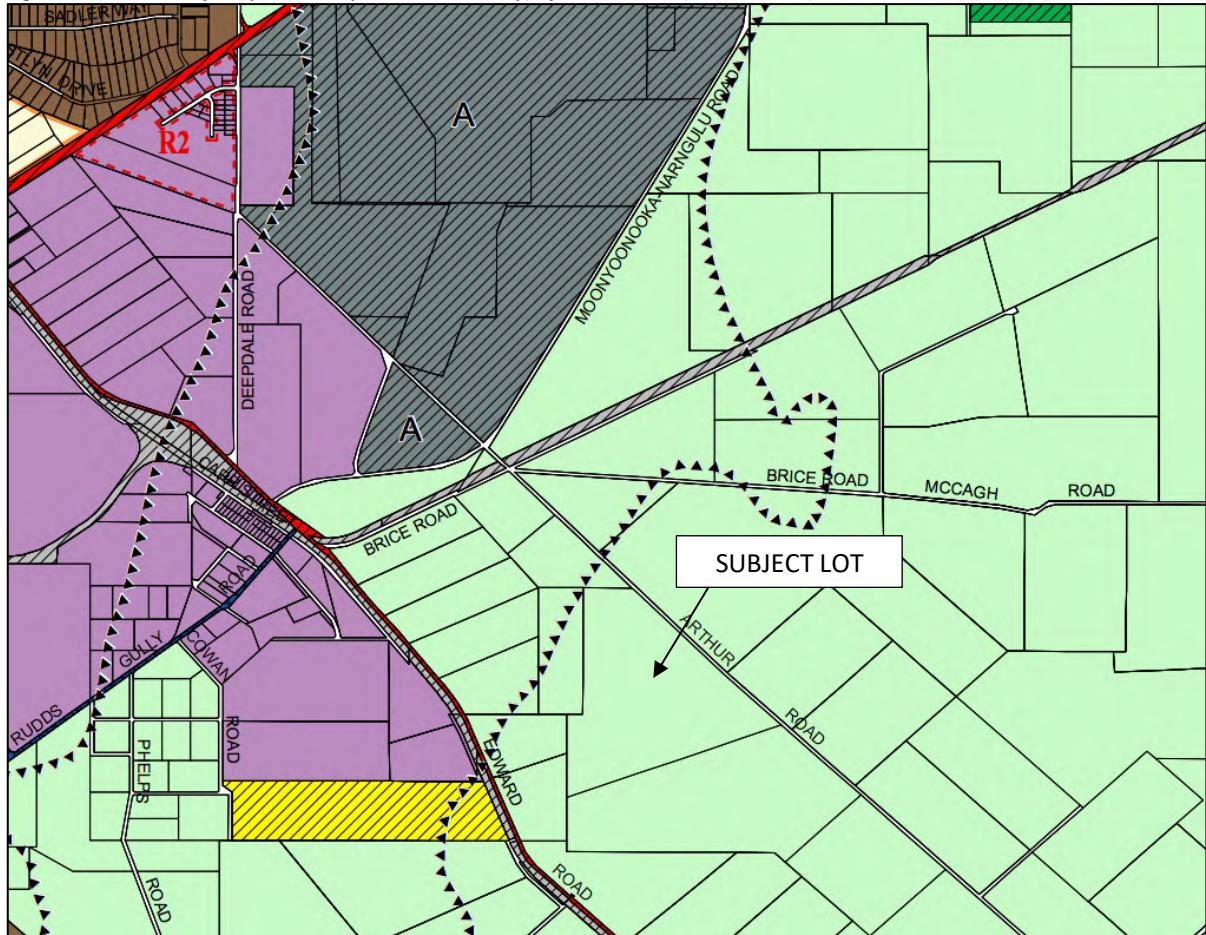 SADLER WAY
DRIVE
R2
A
MOONYOONOOKA-NARNGULU ROAD
DEEPDALE ROAD
A
BRICE ROAD
MCCAGH
ROAD
BRICE ROAD
SUBJECT LOT
ROAD
GULLY
RUDDS
COWAN
ROAD
PHELPS
ROAD
ARTHUR
ROAD
EDWARD
ROAD